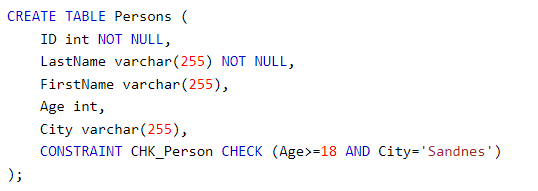 CREATE TABLE Persons (
    ID int NOT NULL,
    LastName varchar(255) NOT NULL,
    FirstName varchar(255),
    Age int,
    City varchar(255),
    CONSTRAINT CHK_Person CHECK (Age>=18 AND City='Sandnes')
);